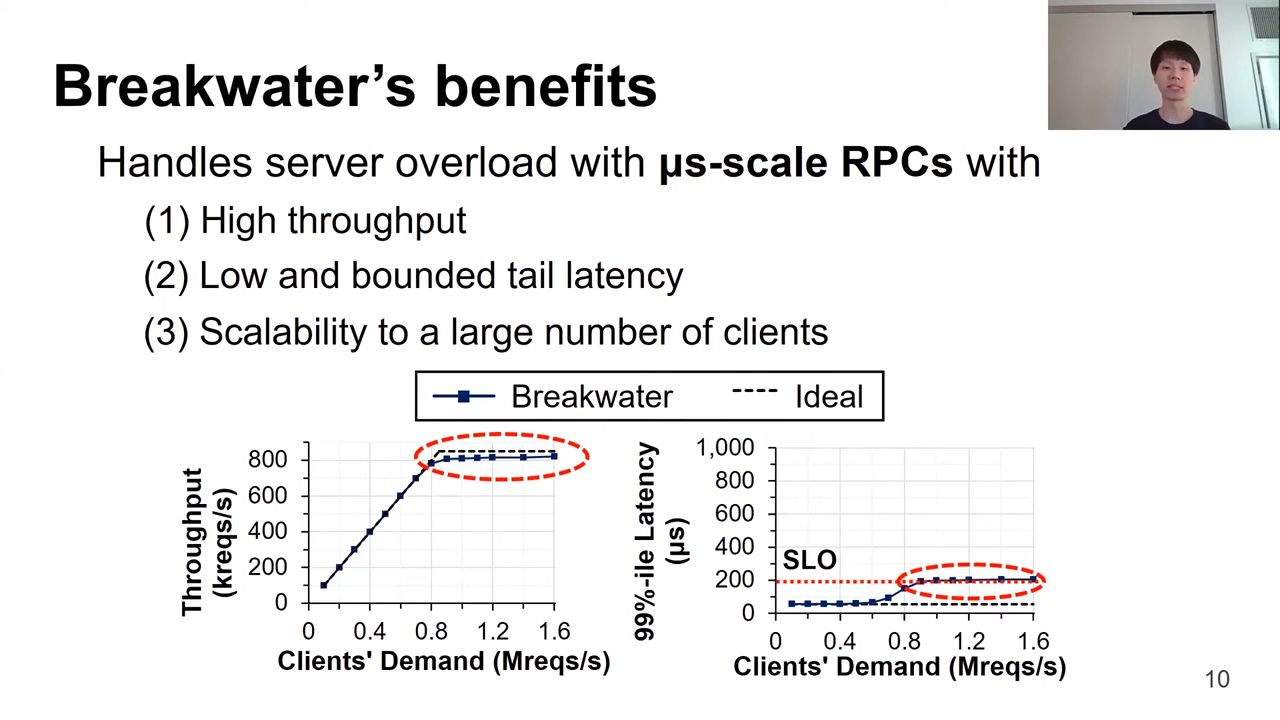 Breakwater’s benefits
Handles server overload with µs-scale RPCs with
(1) High throughput
(2) Low and bounded tail latency
(3) Scalability to a large number of clients
Breakwater
Ideal
Throughput
(kreqs/s)
800
600
400
200
0
0
0.4
0.8
1.2
1.6
Clients' Demand (Mreqs/s)
99%-ile Latency
(µs)
1,000
800
600
400
200
0
SLO
0
0.4
0.8
1.2
1.6
Clients' Demand (Mreqs/s)
10